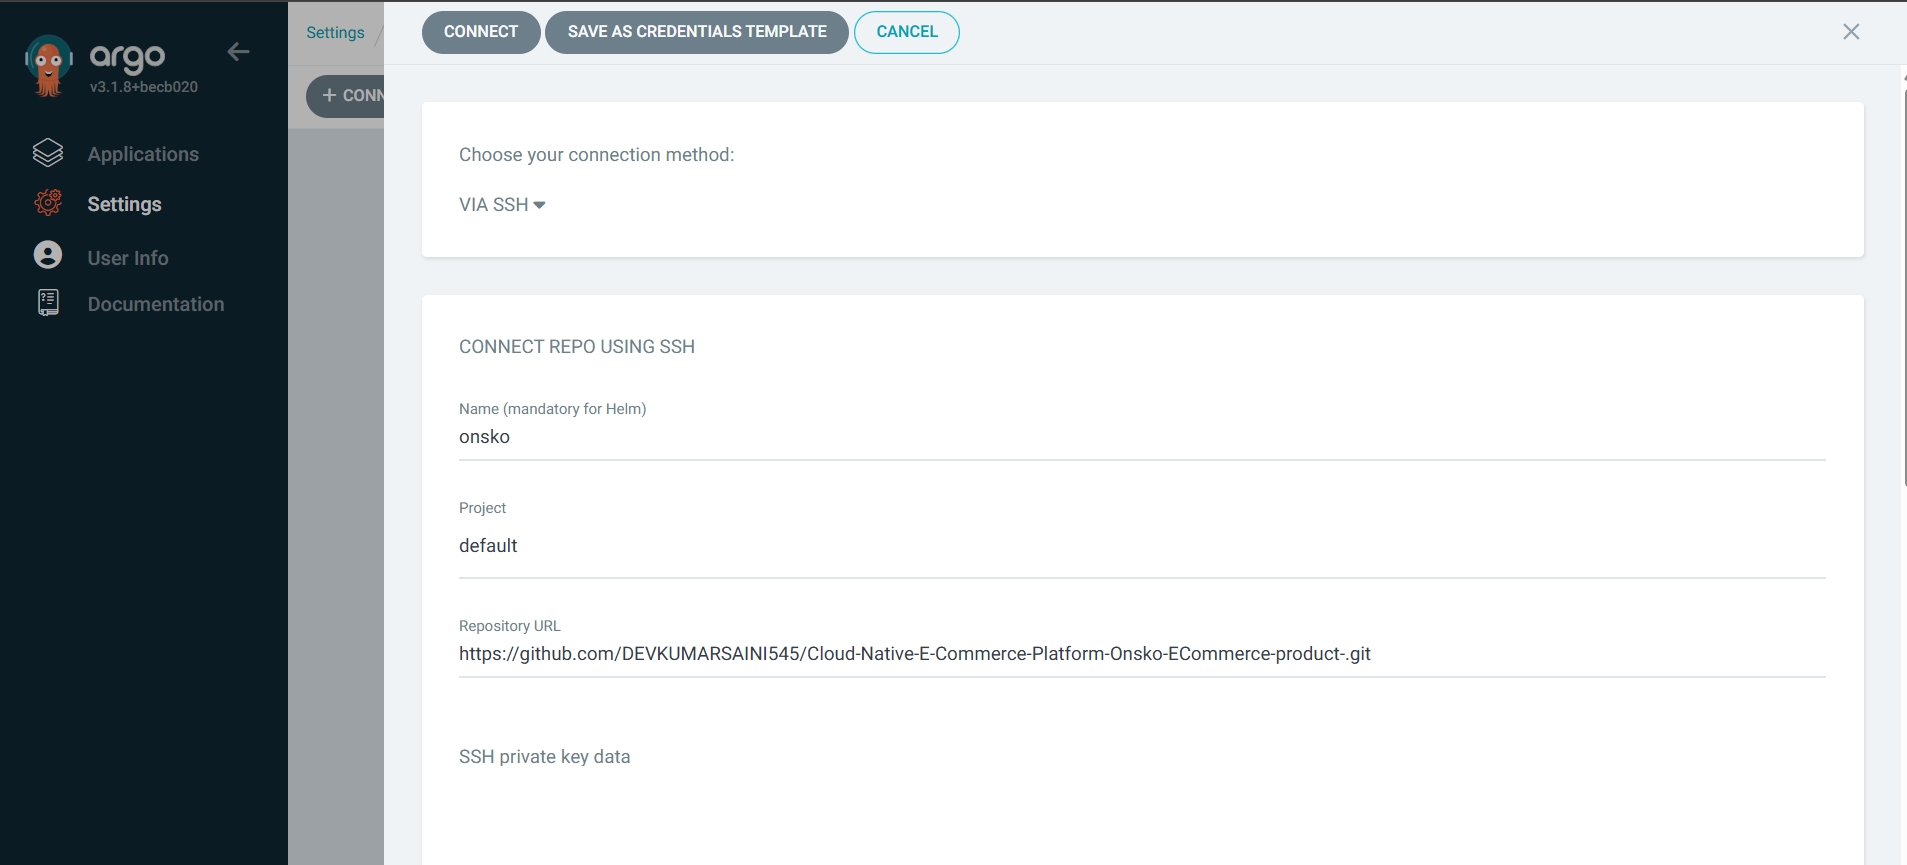 argo
v3.1.8+becb020
Applications
Settings
User Info
Documentation
Settings /
+ CONN
CONNECT SAVE AS CREDENTIALS TEMPLATE CANCEL
Choose your connection method:
VIA SSH
CONNECT REPO USING SSH
Name (mandatory for Helm)
onsko
Project
default
Repository URL
https://github.com/DEVKUMARSAINI545/Cloud-Native-E-Commerce-Platform-Onsko-ECommerce-product-.git
SSH private key data